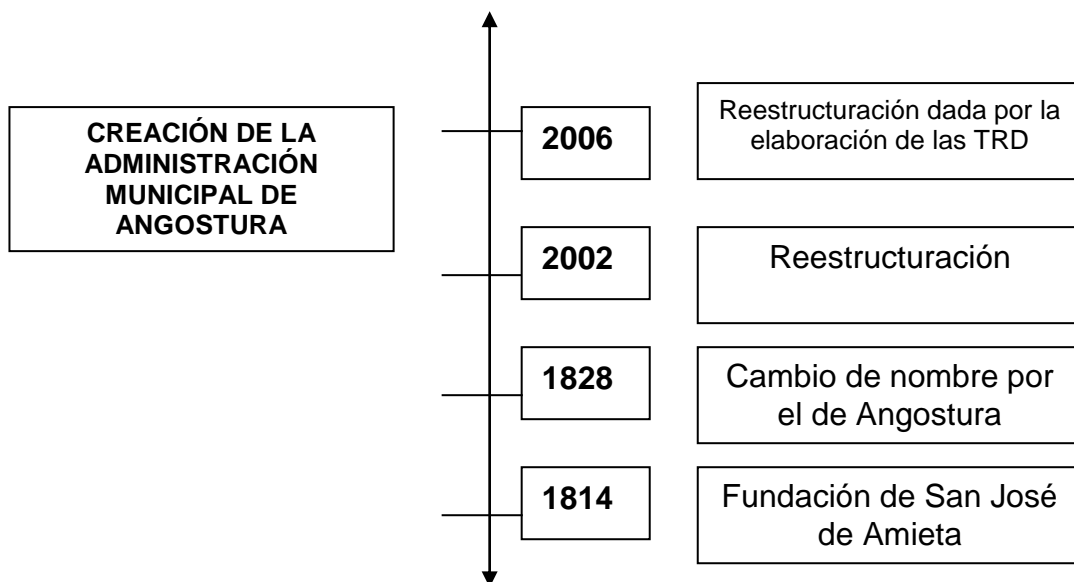 CREACIÓN DE LA
ADMINISTRACIÓN
MUNICIPAL DE
ANGOSTURA
2006
Reestructuración dada por la
elaboración de las TRD
2002
Reestructuración
1828
Cambio de nombre por
el de Angostura
1814
Fundación de San José
de Amieta